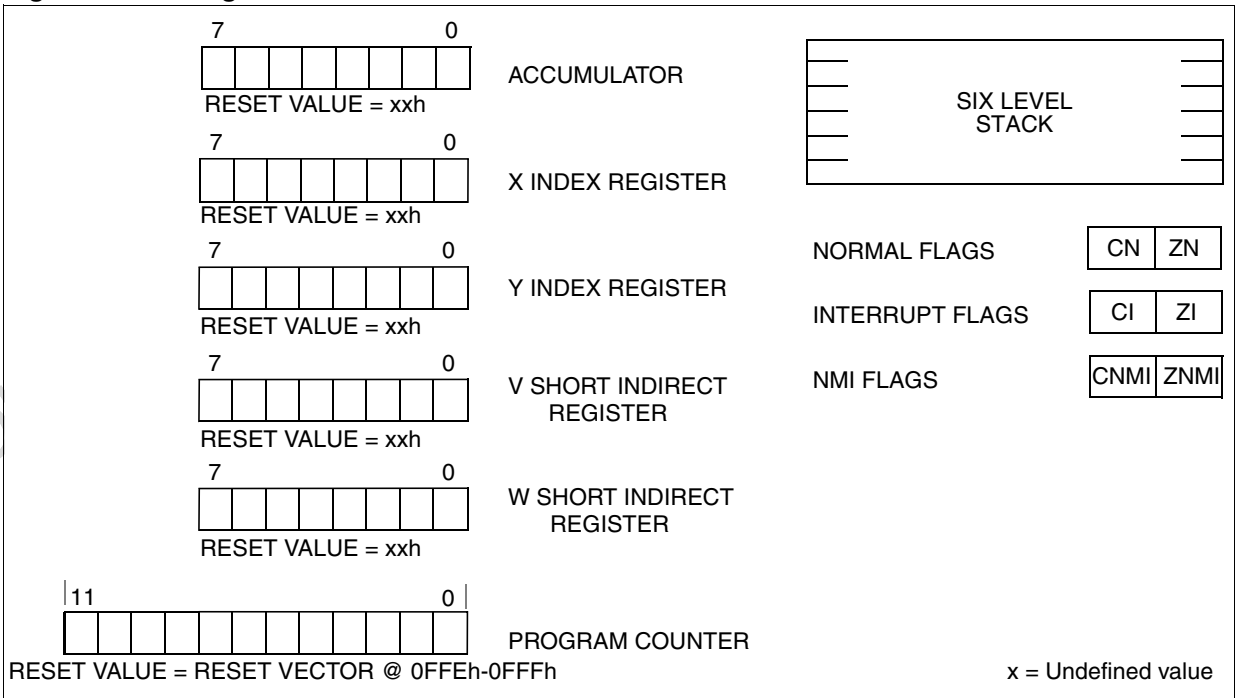 7 0
ACCUMULATOR
RESET VALUE = xxh
7 0
X INDEX REGISTER
RESET VALUE = xxh
7 0
Y INDEX REGISTER
RESET VALUE = xxh
7 0
V SHORT INDIRECT
REGISTER
RESET VALUE = xxh
7 0
W SHORT INDIRECT
REGISTER
RESET VALUE = xxh
11 0
PROGRAM COUNTER
RESET VALUE = RESET VECTOR @ 0FFEh-0FFFh
SIX LEVEL
STACK
NORMAL FLAGS CN ZN
INTERRUPT FLAGS CI ZI
NMI FLAGS CNMI ZNMI
x = Undefined value